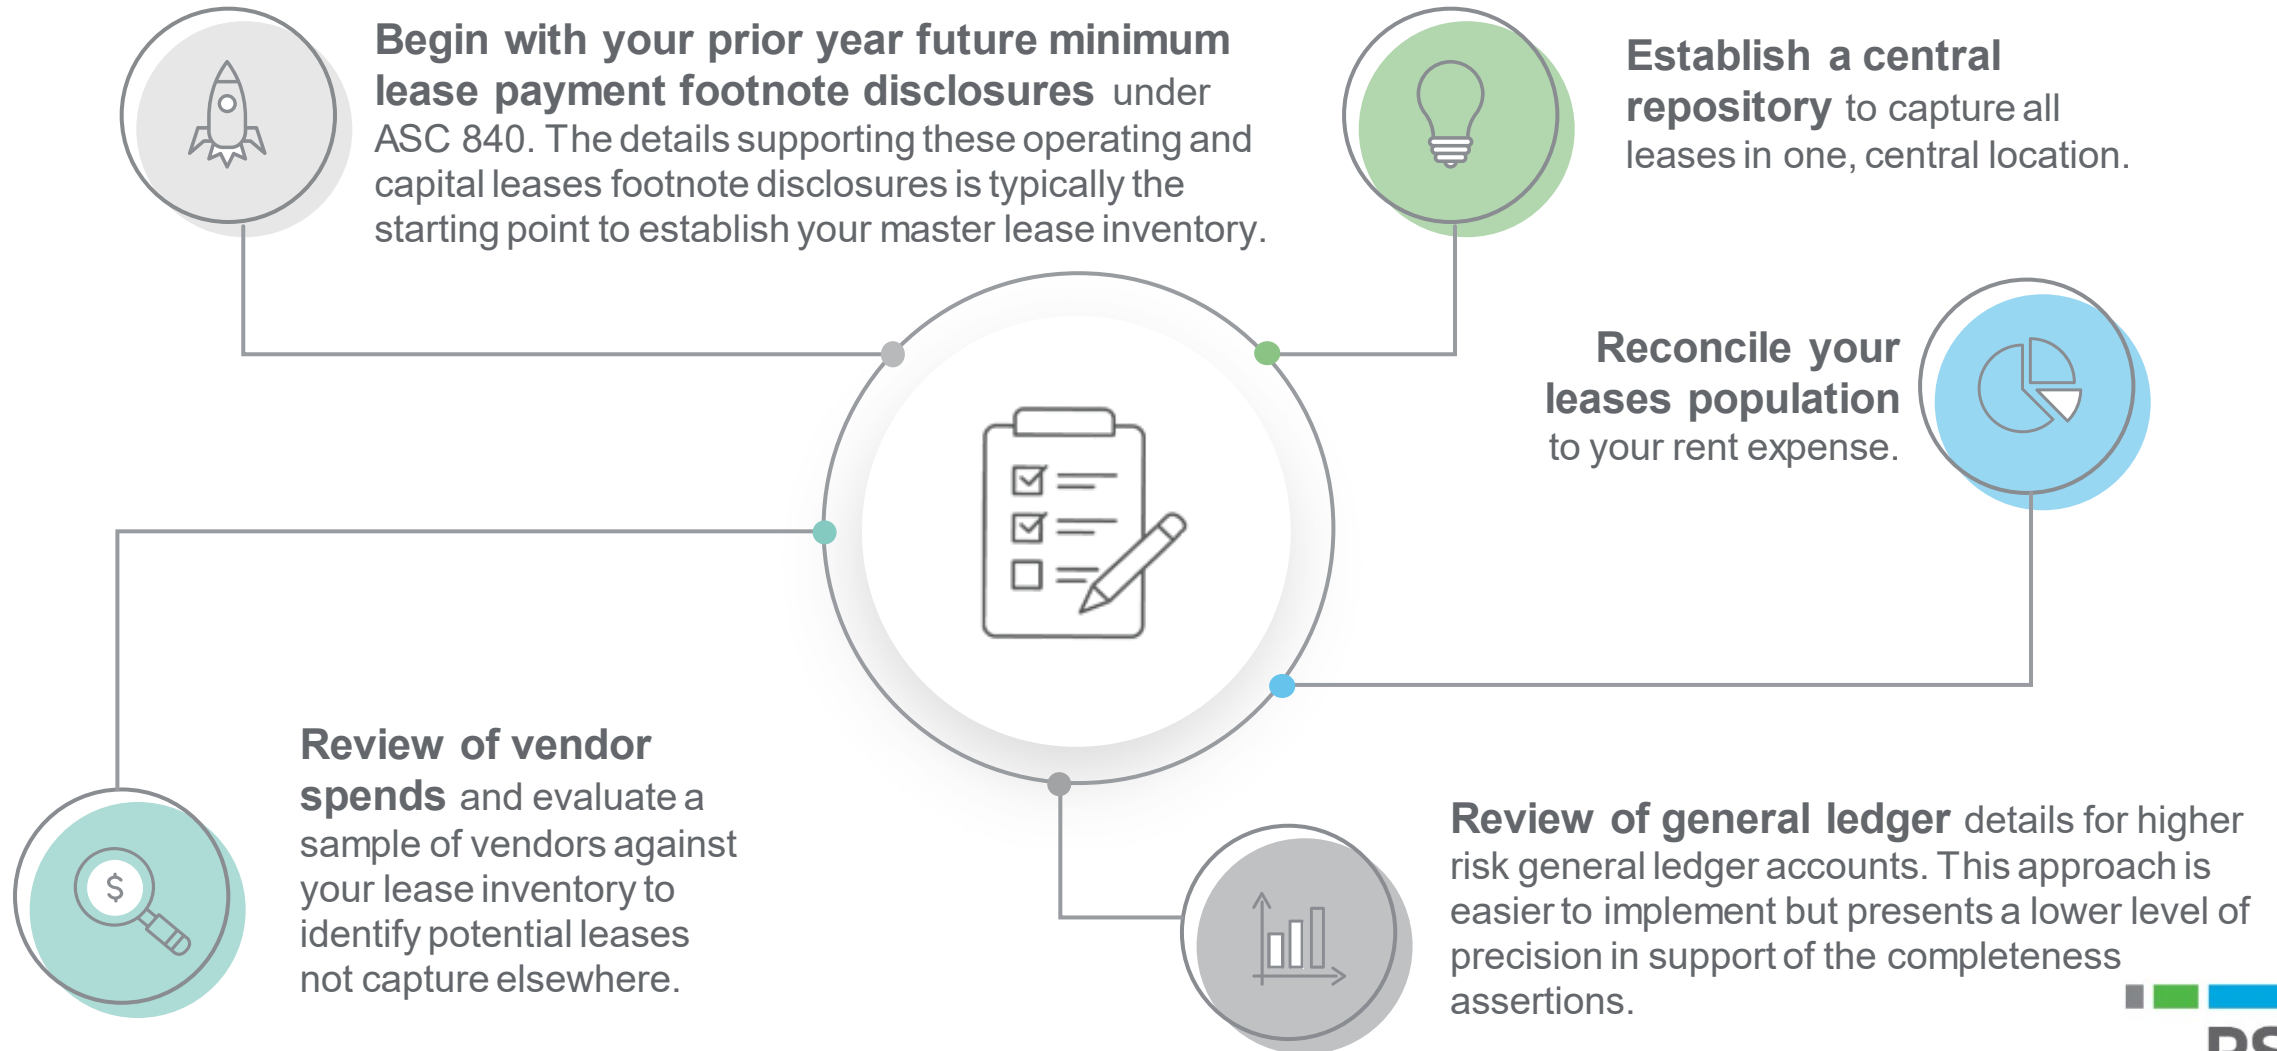 Begin with your prior year future minimum
lease payment footnote disclosures under
ASC 840. The details supporting these operating and
capital leases footnote disclosures is typically the
starting point to establish your master lease inventory.
Establish a central
repository to capture all
leases in one, central location.
Reconcile your
leases population
to your rent expense.
Review of vendor
spends and evaluate a
sample of vendors against
your lease inventory to
identify potential leases
not capture elsewhere.
$
Review of general ledger details for higher
risk general ledger accounts. This approach is
easier to implement but presents a lower level of
precision in support of the completeness
assertions.